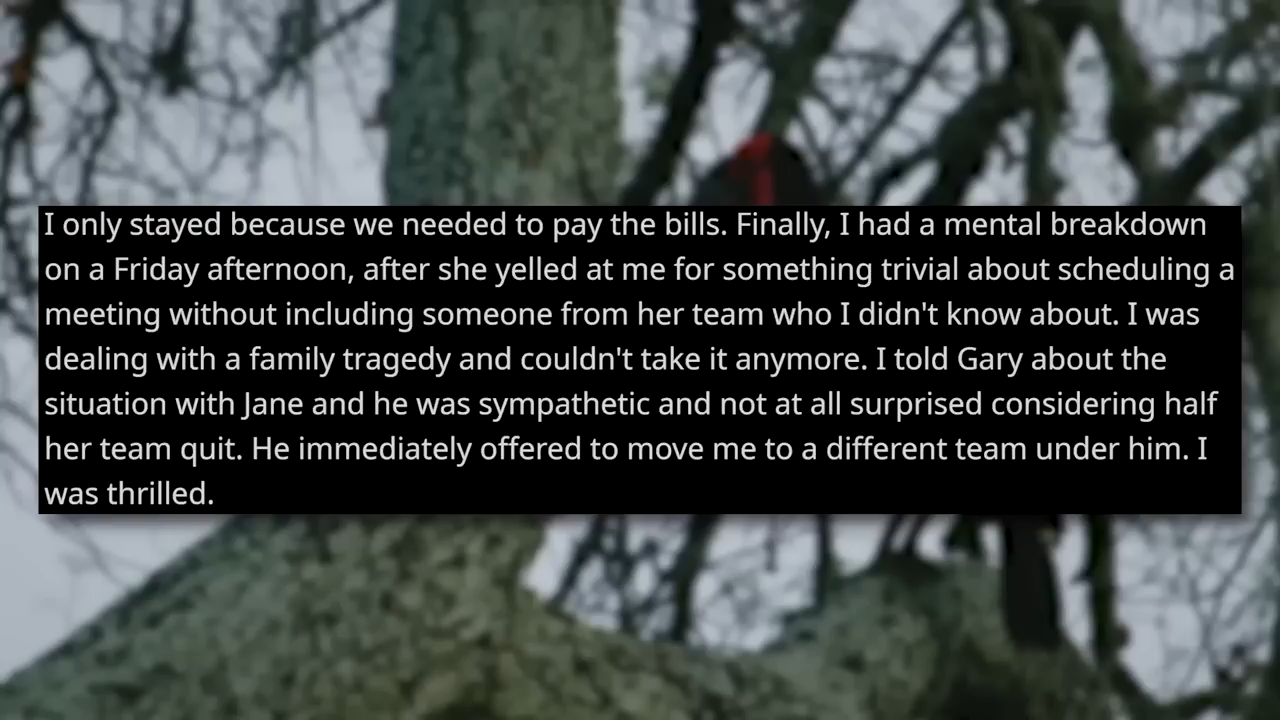 I only stayed because we needed to pay the bills. Finally, I had a mental breakdown
on a Friday afternoon, after she yelled at me for something trivial about scheduling a
meeting without including someone from her team who I didn't know about. I was
dealing with a family tragedy and couldn't take it anymore. I told Gary about the
situation with Jane and he was sympathetic and not at all surprised considering half
her team quit. He immediately offered to move me to a different team under him. I
was thrilled.